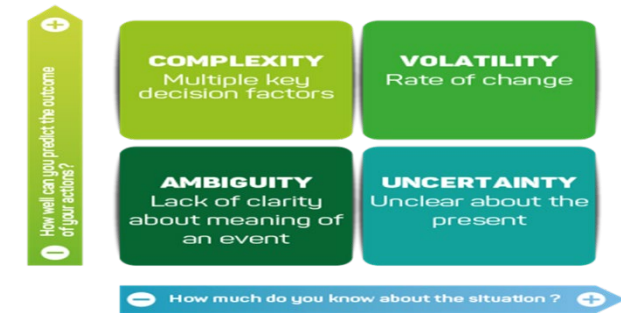 How well can you predict the outcome
of your actions?
COMPLEXITY
Multiple key
decision factors
VOLATILITY
Rate of change
AMBIGUITY
Lack of clarity
about meaning of
an event
UNCERTAINTY
Unclear about the
present
How much do you know about the situation ?